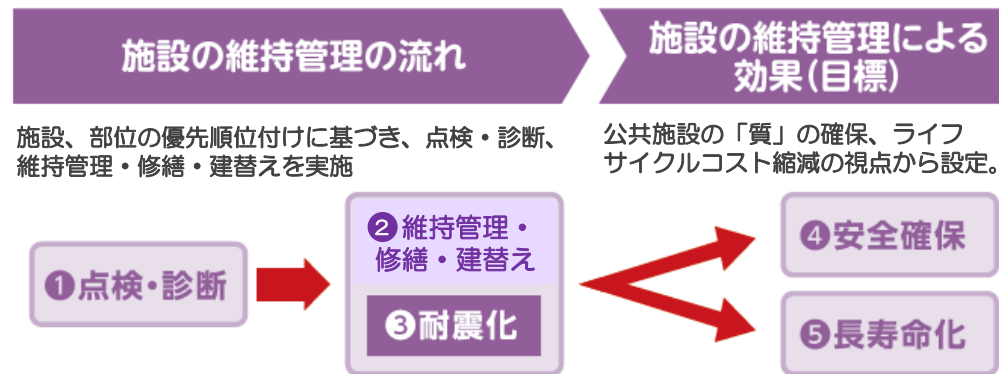 施設の維持管理の流れ
施設の維持管理による
効果(目標)
施設、部位の優先順位付けに基づき、点検・診断、
維持管理・修繕・建替えを実施
公共施設の「質」の確保、ライフ
サイクルコスト縮減の視点から設定。
❶点検・診断
❷維持管理・
修繕・建替え
❸耐震化
❹安全確保
❺長寿命化